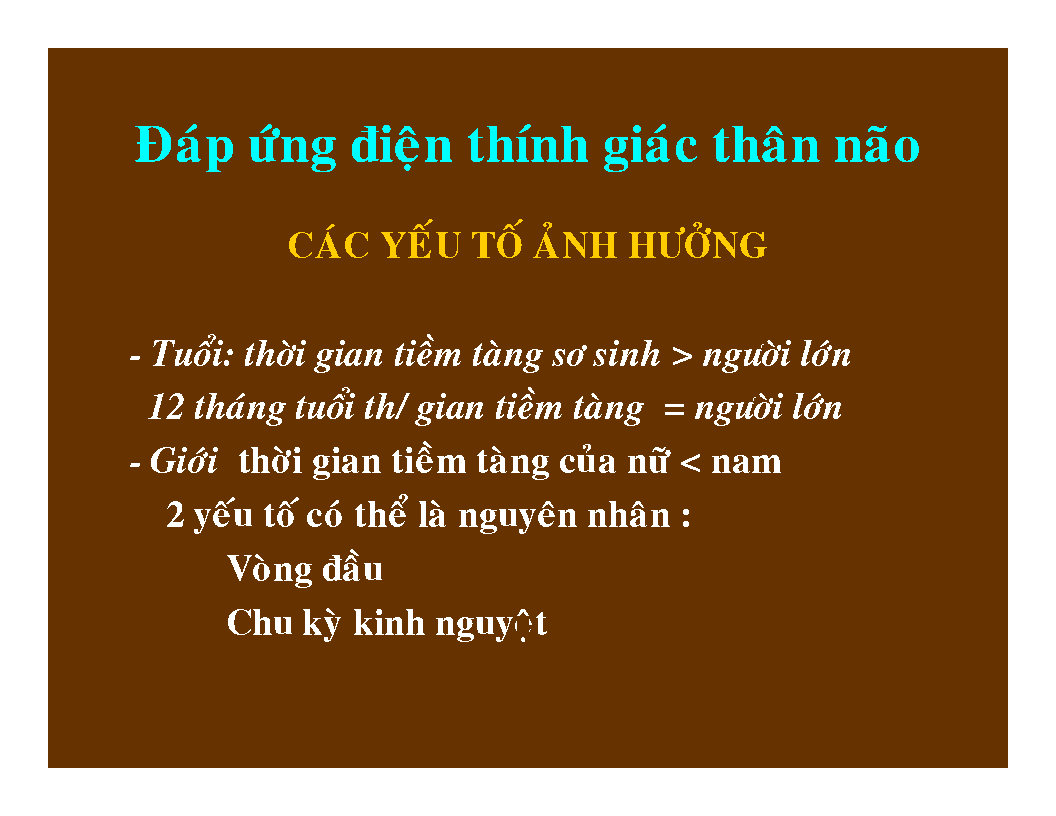 Đáp ứng điện thính giác thân não
CÁC YẾU TỐ ẢNH HƯỞNG
- Tuổi: thời gian tiềm tàng sơ sinh > người lớn
12 tháng tuổi th/ gian tiềm tàng = người lớn
- Giới thời gian tiềm tàng của nữ < nam
2 yếu tố có thể là nguyên nhân :
Vòng đầu
Chu kỳ kinh nguyệt